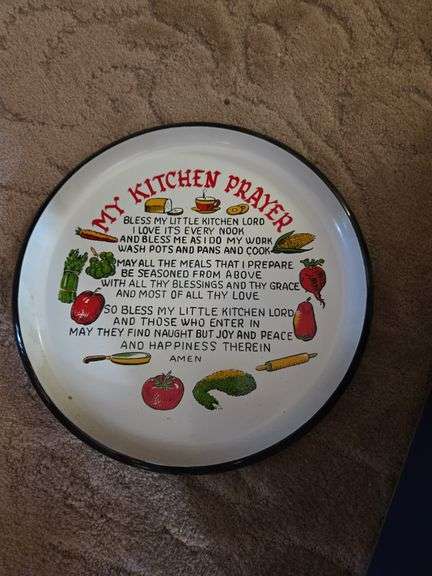 MY KITCHEN PRAYER
BLESS MY LITTLE KITCHEN LORD
I LOVE ITS EVERY NOOK
AND BLESS ME AS I DO MY WORK
WASH POTS AND PANS AND COOK
MAY ALL THE MEALS THAT I PREPARE
BE SEASONED FROM ABOVE
WITH ALL THY BLESSINGS AND THY GRACE
AND MOST OF ALL THY LOVE
SO BLESS MY LITTLE KITCHEN LORD
AND THOSE WHO ENTER IN
MAY THEY FIND NAUGHT BUT JOY AND PEACE
AND HAPPINESS THEREIN
AMEN